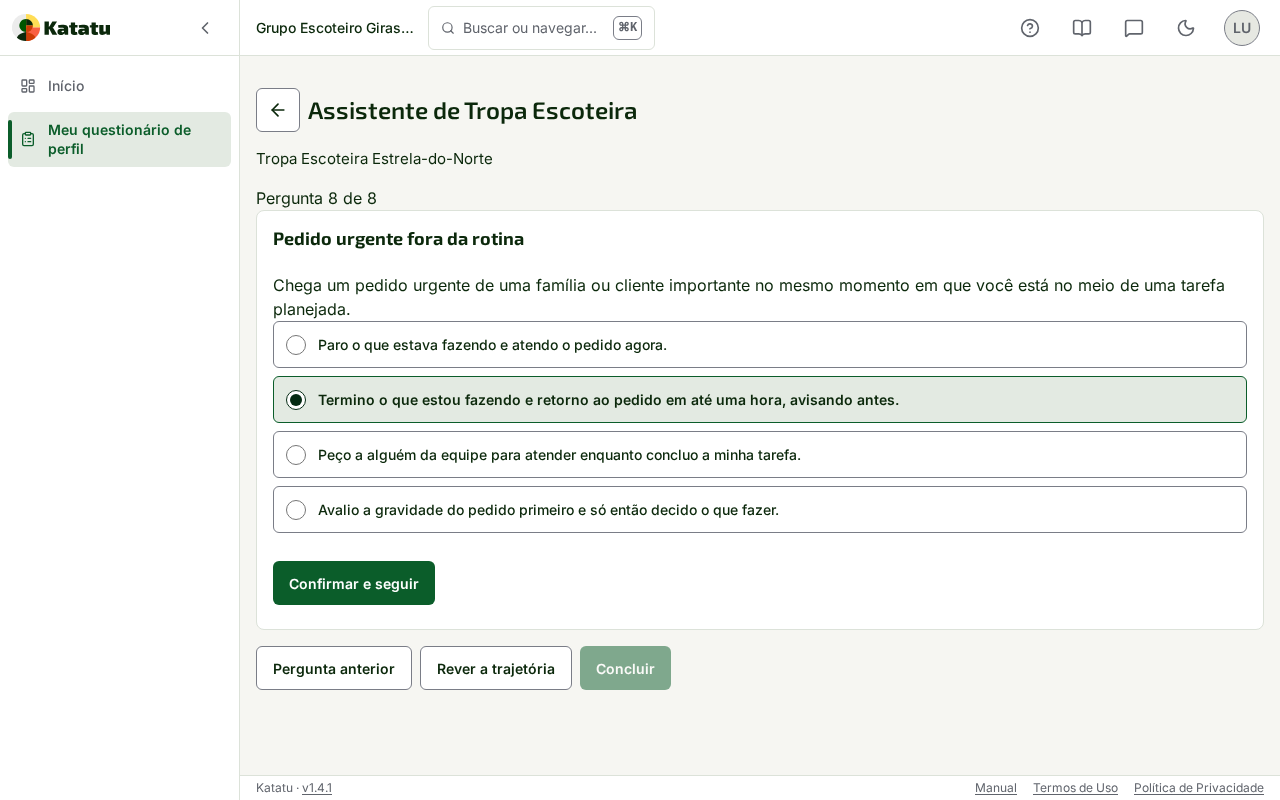 Katatu
Grupo Escoteiro Giras...
Buscar ou navegar...
⌘K
LU
Início
Meu questionário de
perfil
Assistente de Tropa Escoteira
Tropa Escoteira Estrela-do-Norte
Pergunta 8 de 8
Pedido urgente fora da rotina
Chega um pedido urgente de uma família ou cliente importante no mesmo momento em que você está no meio de uma tarefa
planejada.
Paro o que estava fazendo e atendo o pedido agora.
Termino o que estou fazendo e retorno ao pedido em até uma hora, avisando antes.
Peço a alguém da equipe para atender enquanto concluo a minha tarefa.
Avalio a gravidade do pedido primeiro e só então decido o que fazer.
Confirmar e seguir
Pergunta anterior
Rever a trajetória
Concluir
Katatu · v1.4.1
Manual
Termos de Uso
Política de Privacidade